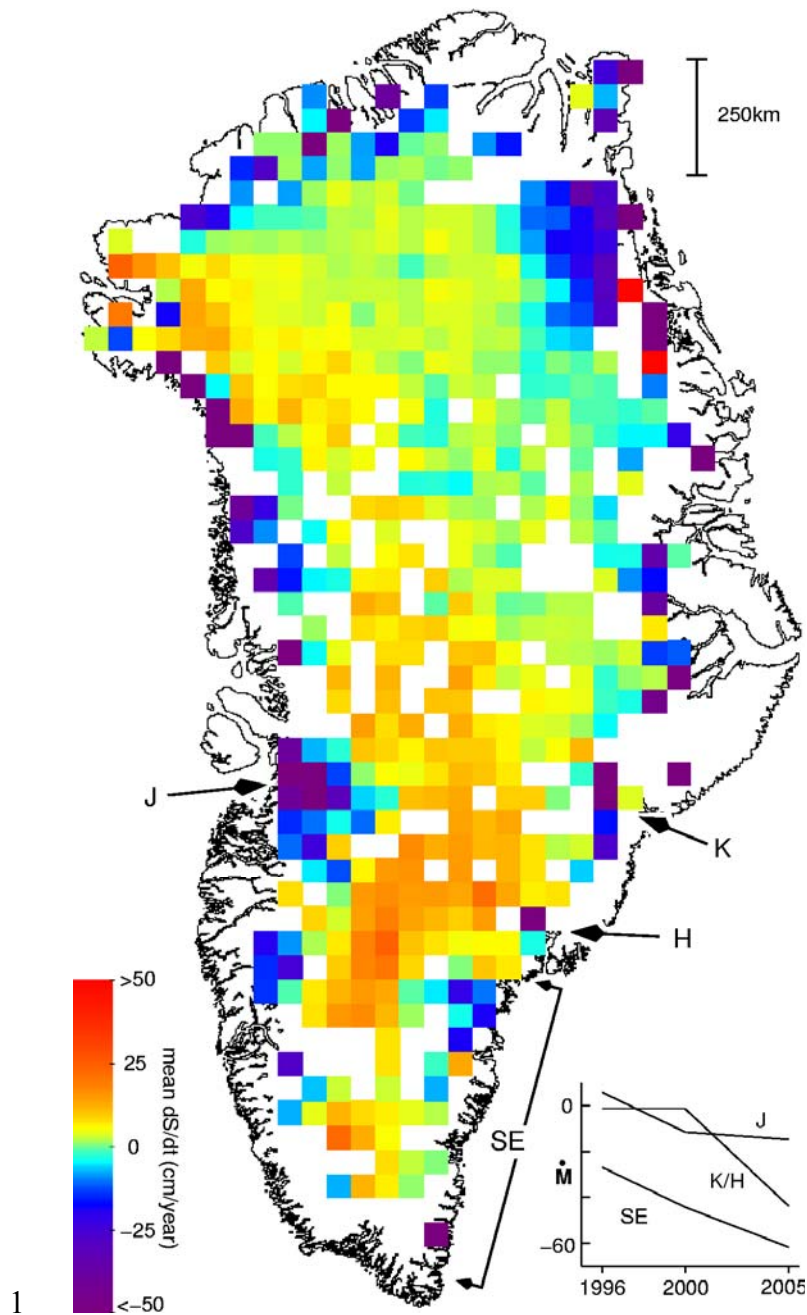 250km
J
K
H
SE
>50
25
0
−25
<−50
mean dS/dt (cm/year)
0
−60
Ṁ
J
K/H
SE
1996 2000 2005
1